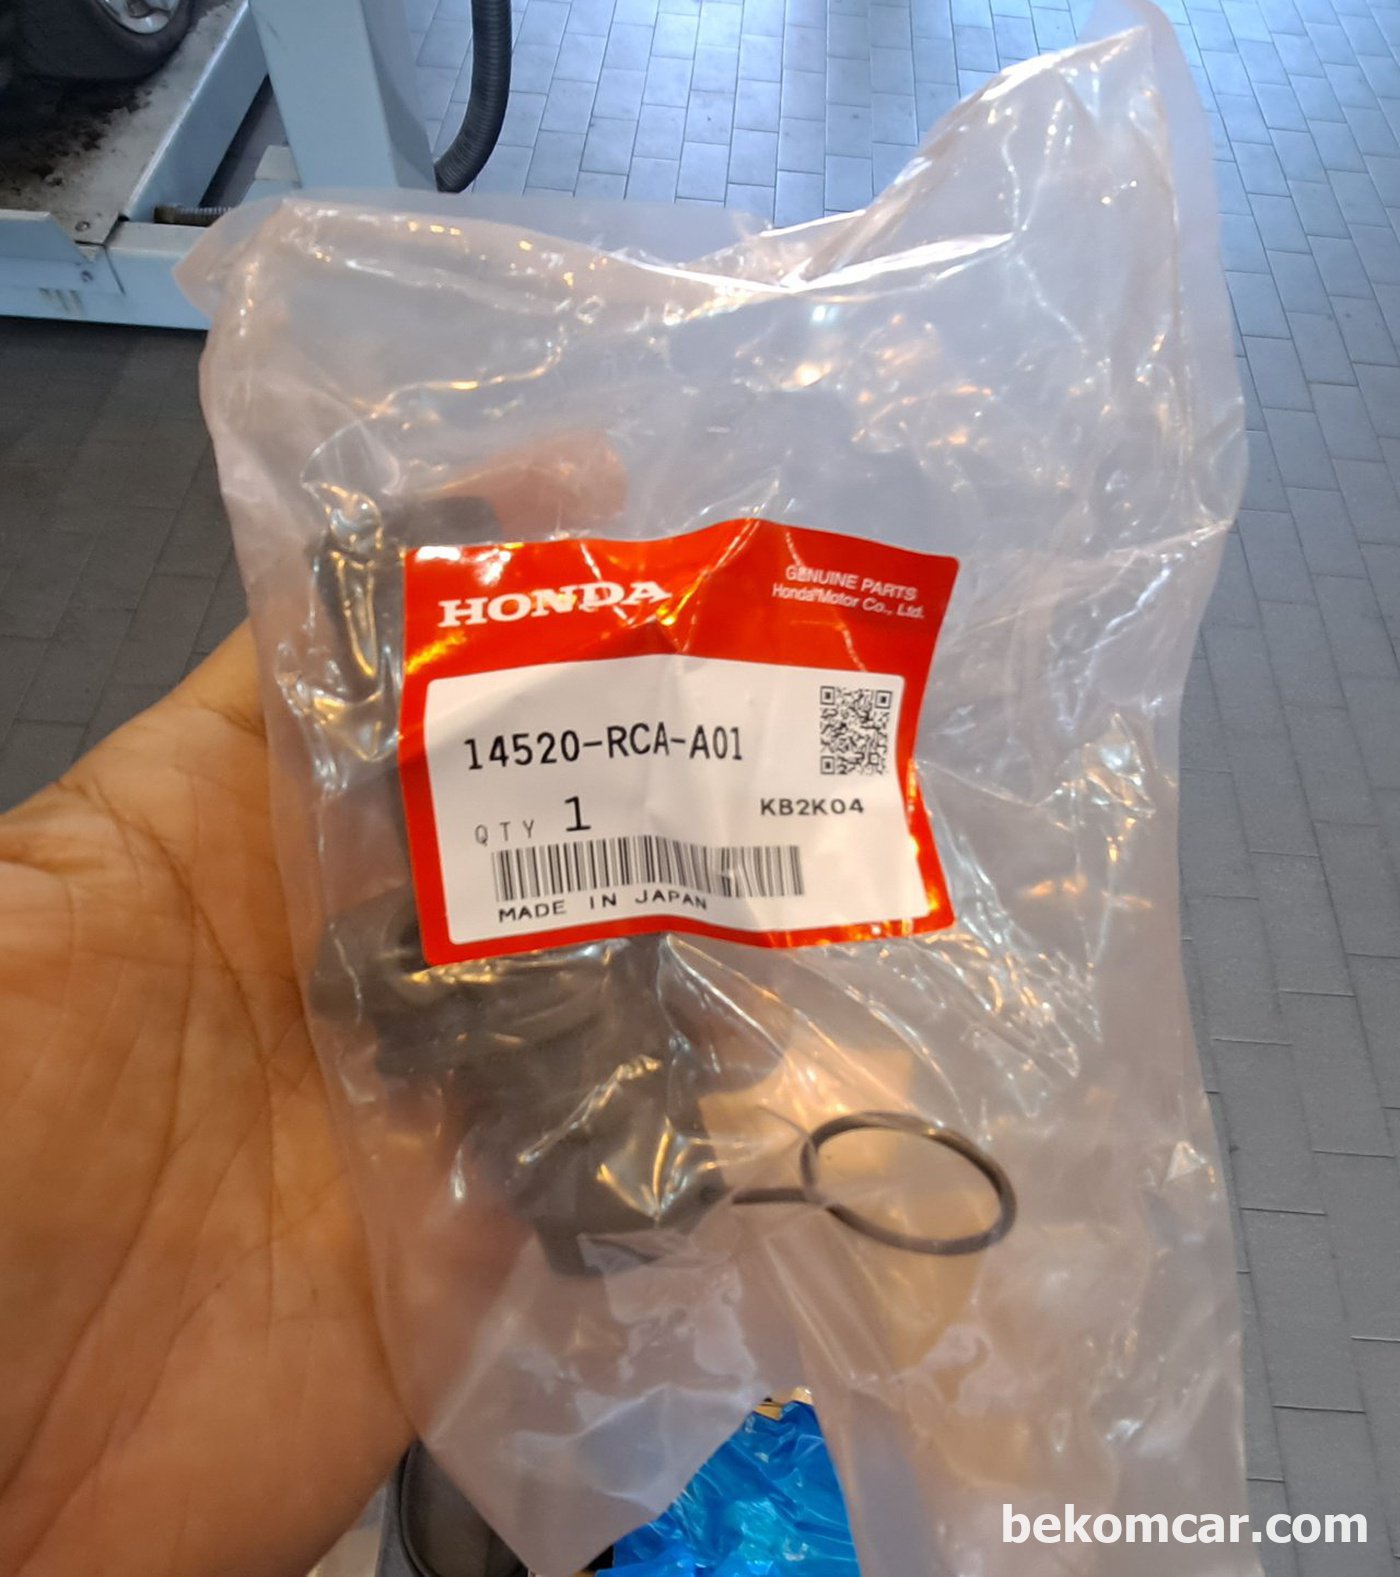 HONDA
GENUINE PARTS
Honda Motor Co., Ltd.
14520-RCA-A01
QTY 1
KB2K04
MADE IN JAPAN
bekomcar.com